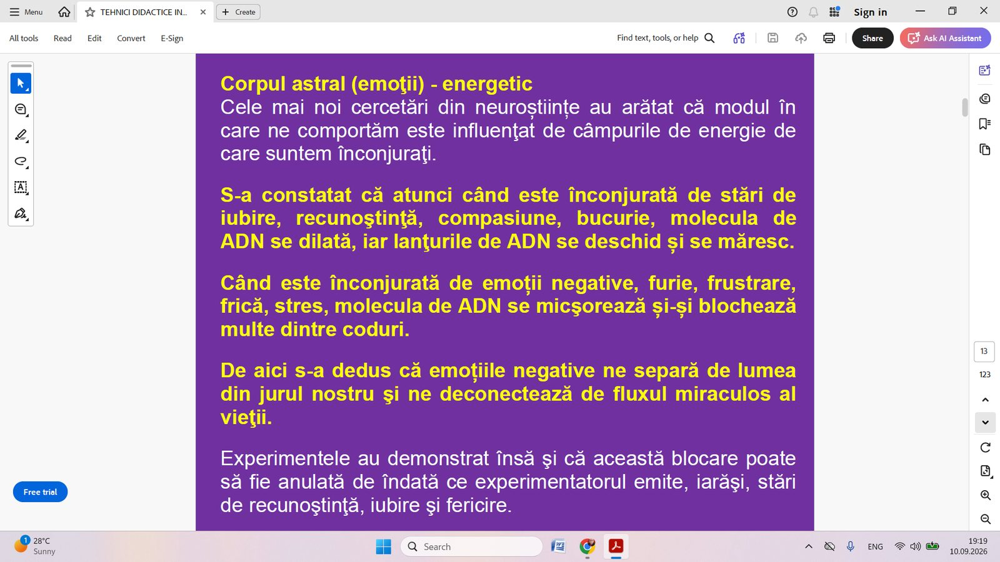 Menu
TEHNICI DIDACTICE IN...
Create
Sign in
All tools
Read
Edit
Convert
E-Sign
Find text, tools, or help
Share
Ask AI Assistant
Corpul astral (emoţii) - energetic
Cele mai noi cercetări din neuroștiințe au arătat că modul în
care ne comportăm este influenţat de câmpurile de energie de
care suntem înconjuraţi.
S-a constatat că atunci când este înconjurată de stări de
iubire, recunoştinţă, compasiune, bucurie, molecula de
ADN se dilată, iar lanţurile de ADN se deschid și se măresc.
Când este înconjurată de emoții negative, furie, frustrare,
frică, stres, molecula de ADN se micşorează și-și blochează
multe dintre coduri.
De aici s-a dedus că emoțiile negative ne separă de lumea
din jurul nostru şi ne deconectează de fluxul miraculos al
vieţii.
Experimentele au demonstrat însă şi că această blocare poate
să fie anulată de îndată ce experimentatorul emite, iarăşi, stări
de recunoştinţă, iubire şi fericire.
13
123
Free trial
1
28°C
Sunny
Search
ENG
19:19
10.09.2026